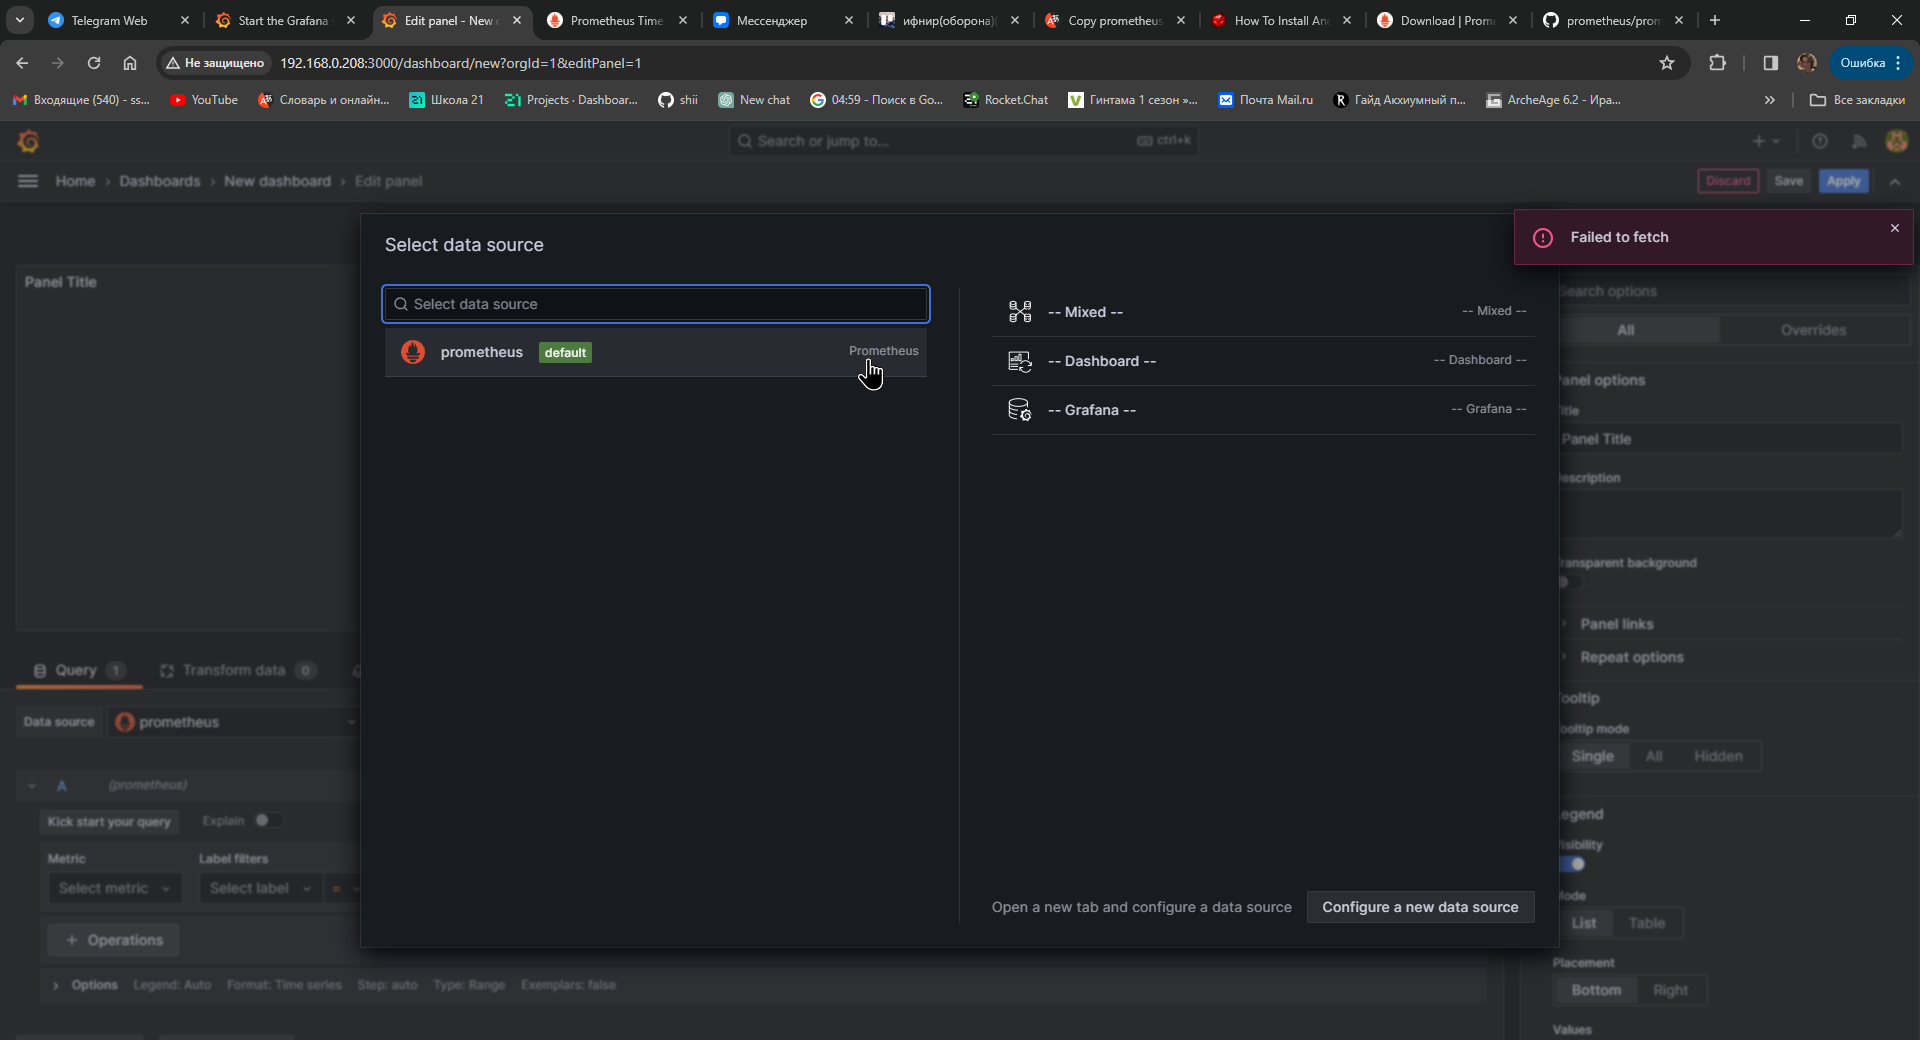 Telegram Web
Start the Grafana
Edit panel - New
Prometheus Time
Мессенджер
ифнир(оборона)(
Copy prometheus
How To Install An
Download | Prom
prometheus/prom
Не защищено
192.168.0.208:3000/dashboard/new?orgId=1&editPanel=1
Ошибка
Входящие (540) - ss...
YouTube
Словарь и онлайн...
Школа 21
Projects · Dashboar...
shii
New chat
04:59 - Поиск в Go...
Rocket.Chat
Гинтама 1 сезон »...
Почта Mail.ru
Гайд Акхиумный п...
ArcheAge 6.2 - Ира...
Все закладки
Search or jump to...
ctrl+k
Home
Dashboards
New dashboard
Edit panel
Discard
Save
Apply
Select data source
Failed to fetch
Panel Title
Select data source
prometheus
default
Prometheus
-- Mixed --
-- Mixed --
-- Dashboard --
-- Dashboard --
-- Grafana --
-- Grafana --
Search options
All
Overrides
Panel options
Title
Panel Title
Description
Transparent background
Panel links
Repeat options
Tooltip
Tooltip mode
Single
All
Hidden
Legend
Visibility
Mode
List
Table
Placement
Bottom
Right
Values
Query
1
Transform data
0
Data source
prometheus
A
(prometheus)
Kick start your query
Explain
Metric
Label filters
Select metric
Select label
=
+ Operations
Options
Legend: Auto
Format: Time series
Step: auto
Type: Range
Exemplars: false
Open a new tab and configure a data source
Configure a new data source